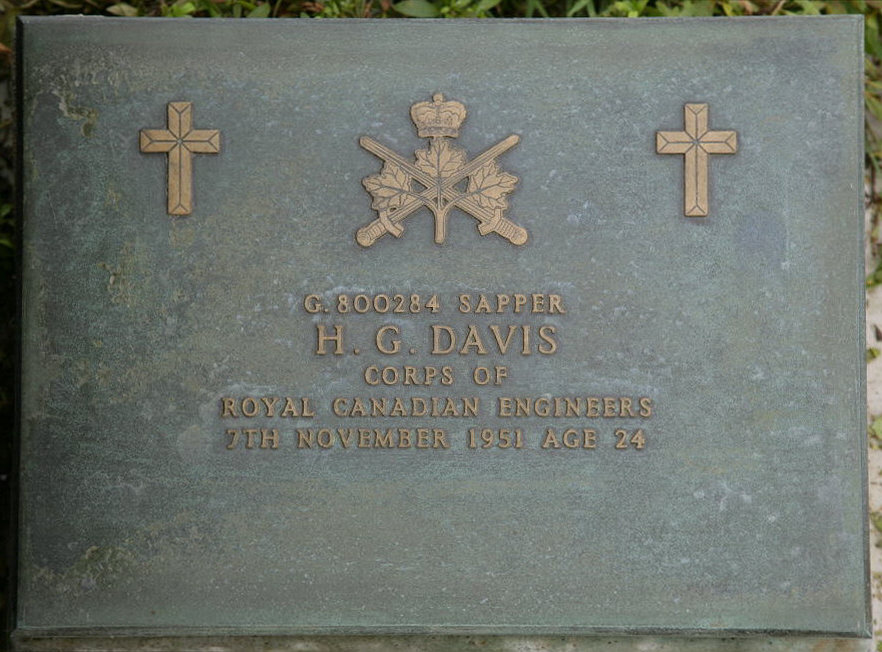 G.800284 SAPPER
H. G. DAVIS
CORPS OF
ROYAL CANADIAN ENGINEERS
7TH NOVEMBER 1951 AGE 24